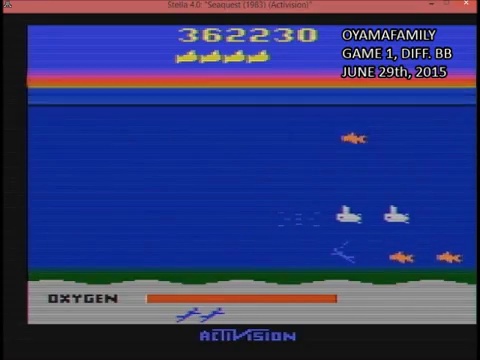 Stella 4.0: "Seaquest (1983) (Activision)"
362230
OYAMAFAMILY
GAME 1, DIFF. BB
JUNE 29th, 2015
OXYGEN
ACTIVISION